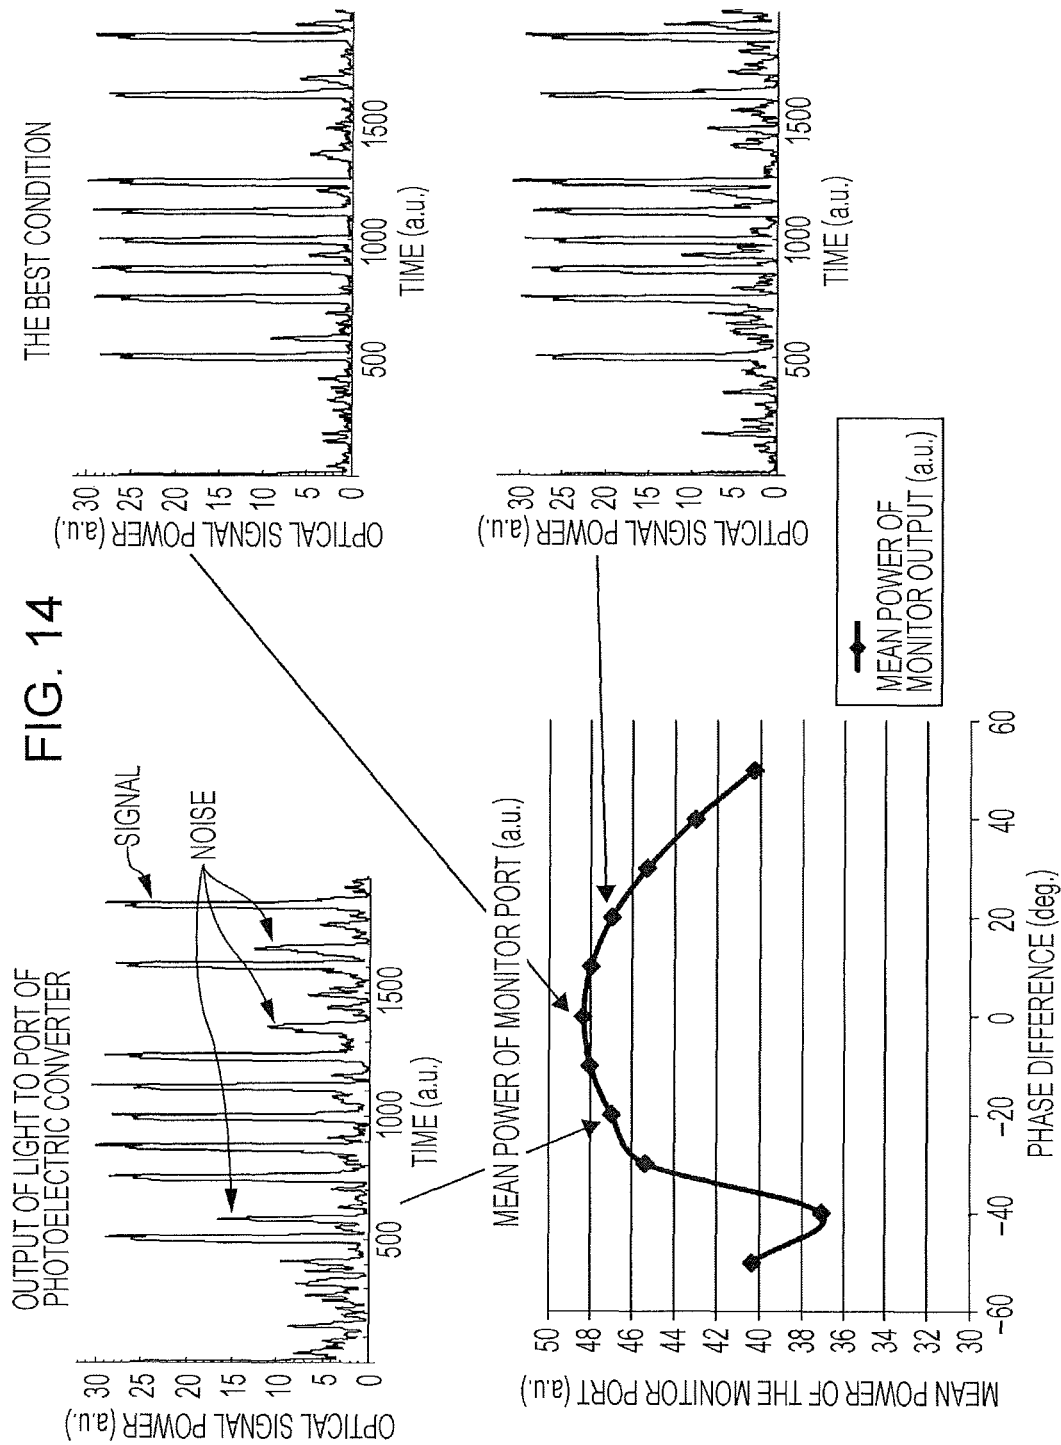 FIG. 14
OUTPUT OF LIGHT TO PORT OF
PHOTOELECTRIC CONVERTER
SIGNAL
NOISE
OPTICAL SIGNAL POWER (a.u.)
30
25
20
15
10
5
0
500
1000
1500
TIME (a.u.)
THE BEST CONDITION
OPTICAL SIGNAL POWER (a.u.)
30
25
20
15
10
5
0
500
1000
1500
TIME (a.u.)
MEAN POWER OF MONITOR PORT (a.u.)
MEAN POWER OF THE MONITOR PORT (a.u.)
50
48
46
44
42
40
38
36
34
32
30
−60
−40
−20
0
20
40
60
PHASE DIFFERENCE (deg.)
MEAN POWER OF
MONITOR OUTPUT (a.u.)
OPTICAL SIGNAL POWER (a.u.)
30
25
20
15
10
5
0
500
1000
1500
TIME (a.u.)